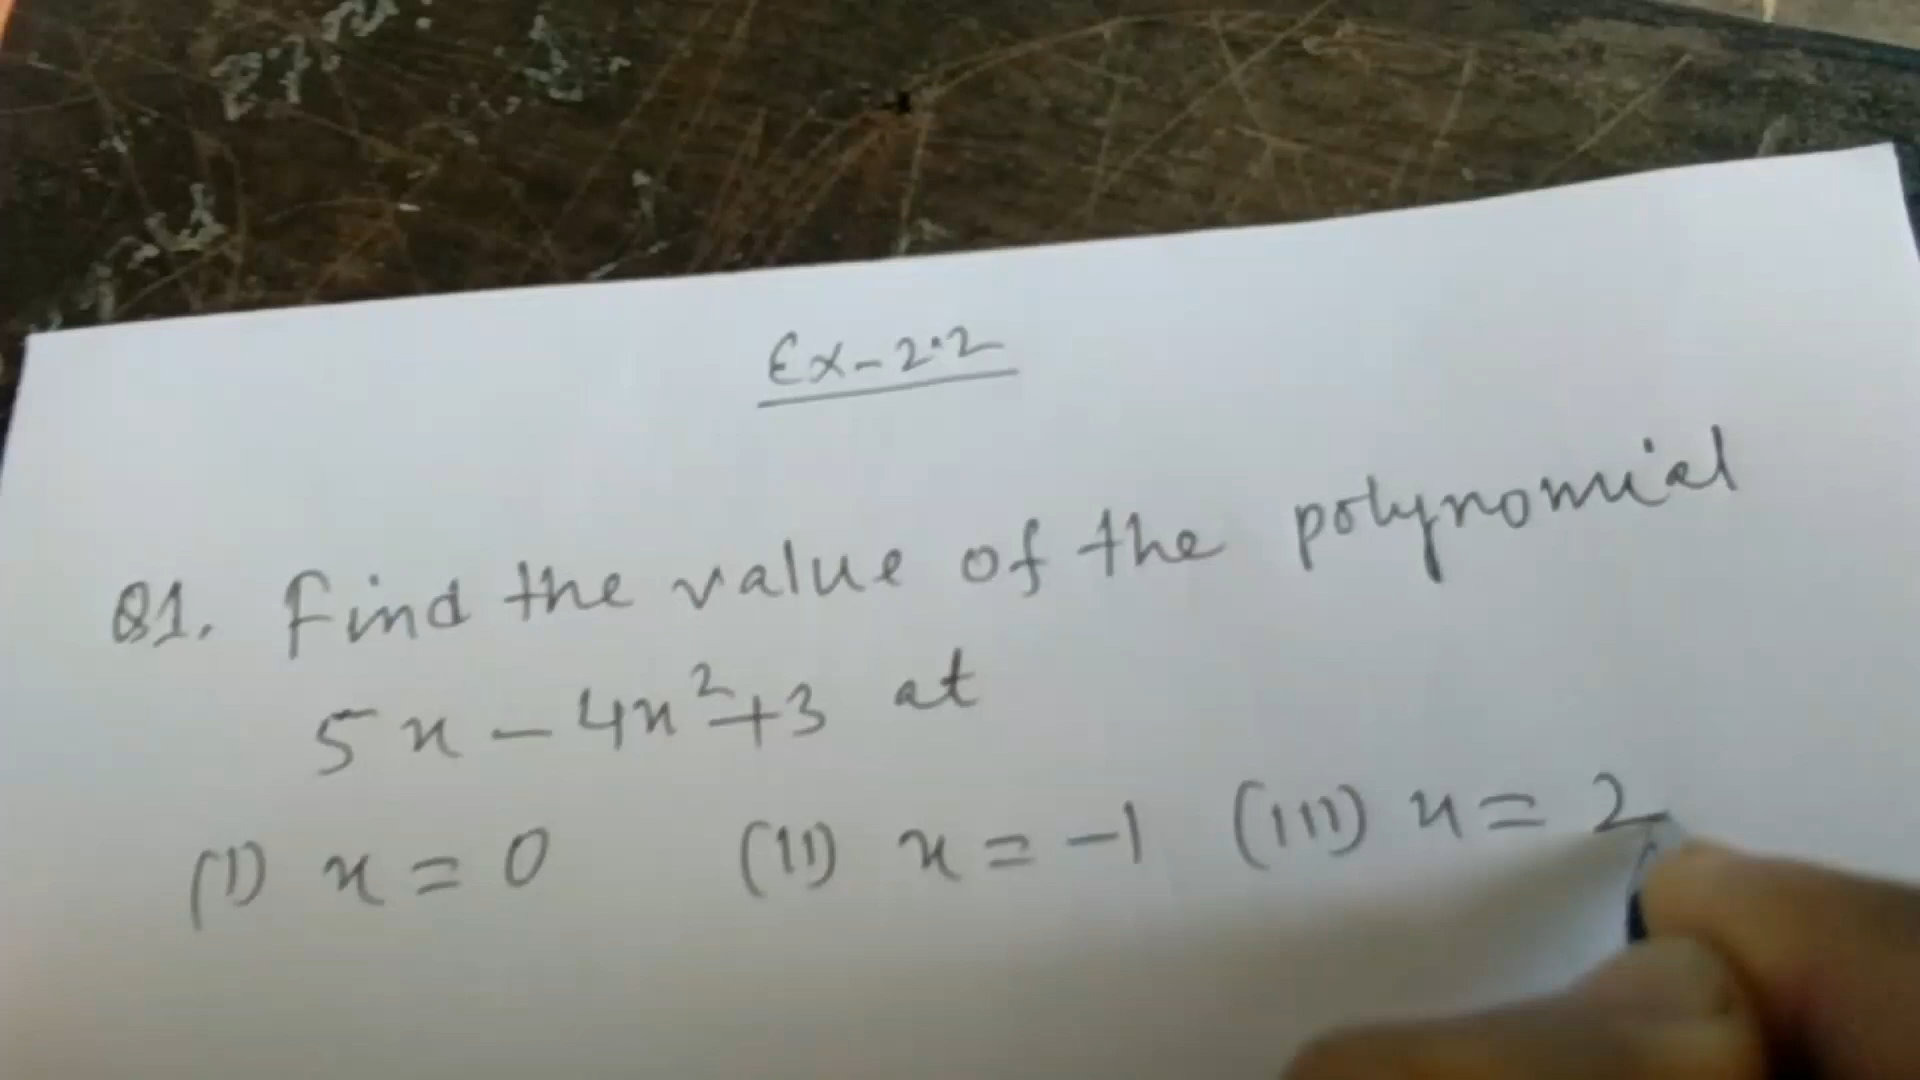 Ex-2.2
Q1. Find the value of the polynomial
5x - 4x²+3 at
(I) x = 0 (II) x = -1 (III) x = 2